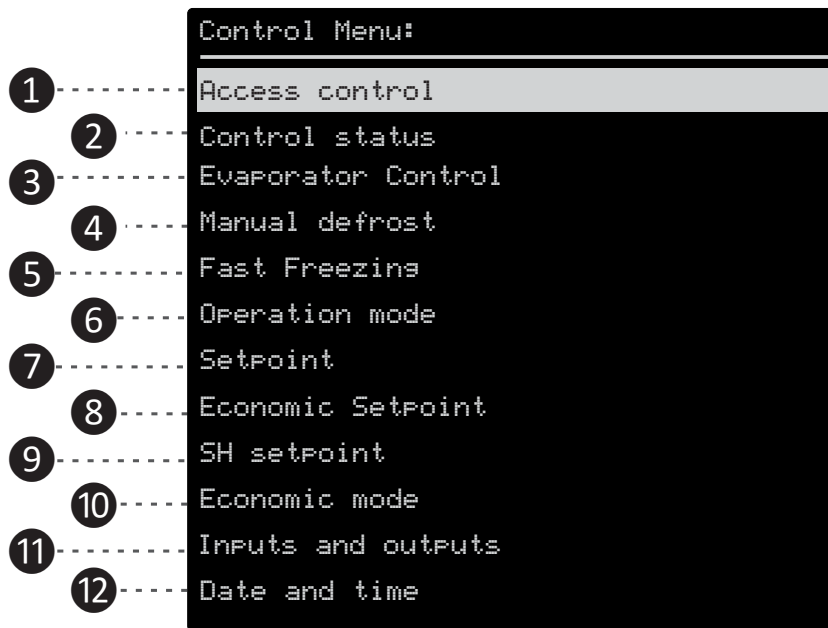 Control Menu:
1 Access control
2 Control status
3 Evaporator Control
4 Manual defrost
5 Fast Freezing
6 Operation mode
7 Setpoint
8 Economic Setpoint
9 SH setpoint
10 Economic mode
11 Inputs and outputs
12 Date and time